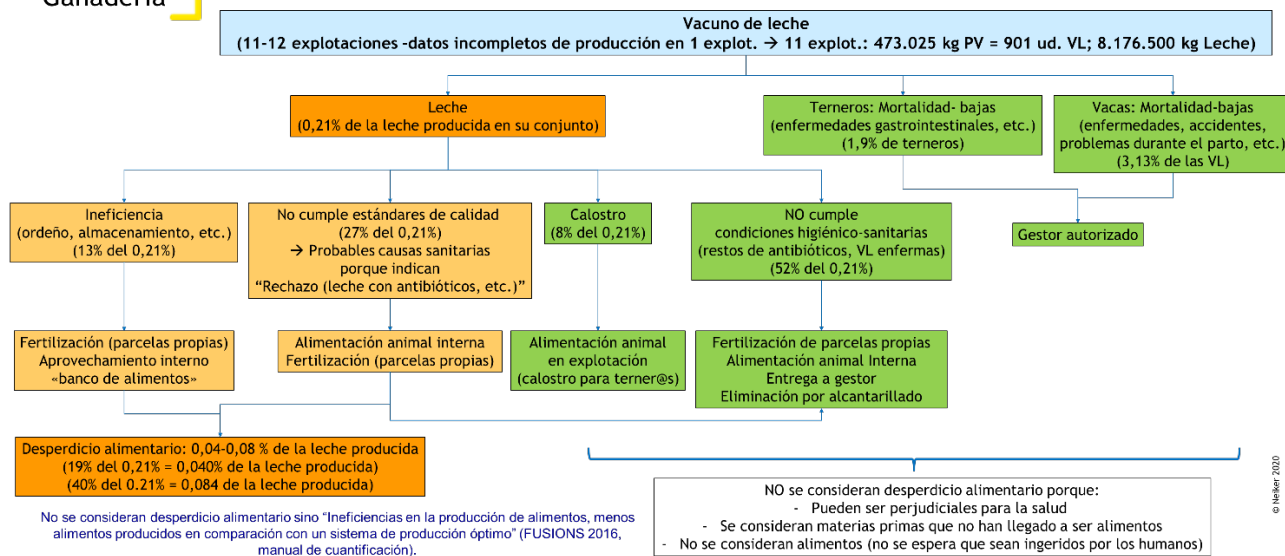 Ganadería
Vacuno de leche
(11-12 explotaciones -datos incompletos de producción en 1 explot. → 11 explot.: 473.025 kg PV = 901 ud. VL; 8.176.500 kg Leche)
Leche
(0,21% de la leche producida en su conjunto)
Terneros: Mortalidad- bajas
(enfermedades gastrointestinales, etc.)
(1,9% de terneros)
Vacas: Mortalidad-bajas
(enfermedades, accidentes,
problemas durante el parto, etc.)
(3,13% de las VL)
Ineficiencia
(ordeño, almacenamiento, etc.)
(13% del 0,21%)
No cumple estándares de calidad
(27% del 0,21%)
→ Probables causas sanitarias
porque indican
“Rechazo (leche con antibióticos, etc.)”
Calostro
(8% del 0,21%)
NO cumple
condiciones higiénico-sanitarias
(restos de antibióticos, VL enfermas)
(52% del 0,21%)
Gestor autorizado
Fertilización (parcelas propias)
Aprovechamiento interno
«banco de alimentos»
Alimentación animal interna
Fertilización (parcelas propias)
Alimentación animal
en explotación
(calostro para terner@s)
Fertilización de parcelas propias
Alimentación animal Interna
Entrega a gestor
Eliminación por alcantarillado
Desperdicio alimentario: 0,04-0,08 % de la leche producida
(19% del 0,21% = 0,040% de la leche producida)
(40% del 0.21% = 0,084 de la leche producida)
No se consideran desperdicio alimentario sino “Ineficiencias en la producción de alimentos, menos
alimentos producidos en comparación con un sistema de producción óptimo” (FUSIONS 2016,
manual de cuantificación).
NO se consideran desperdicio alimentario porque:
- Pueden ser perjudiciales para la salud
- Se consideran materias primas que no han llegado a ser alimentos
- No se consideran alimentos (no se espera que sean ingeridos por los humanos)
© Neiker 2020